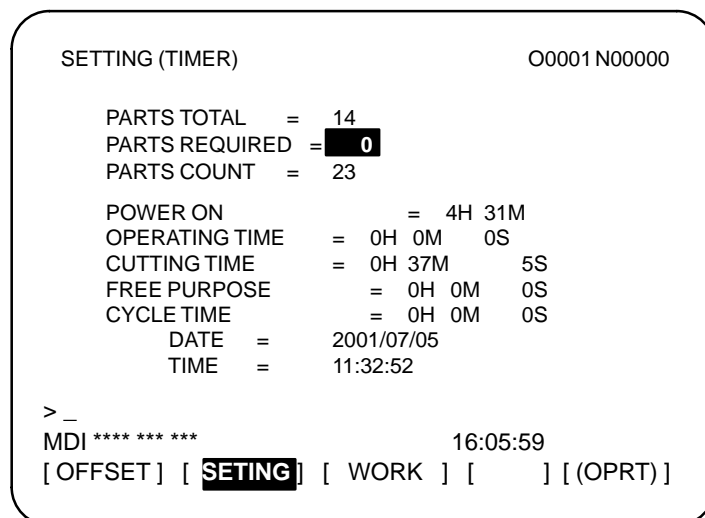 SETTING (TIMER) O0001 N00000
PARTS TOTAL = 14
PARTS REQUIRED = 0
PARTS COUNT = 23
POWER ON = 4H 31M
OPERATING TIME = 0H 0M 0S
CUTTING TIME = 0H 37M 5S
FREE PURPOSE = 0H 0M 0S
CYCLE TIME = 0H 0M 0S
DATE = 2001/07/05
TIME = 11:32:52
> _
MDI **** *** *** 16:05:59
[ OFFSET ] [ SETING ] [ WORK ] [ ] [ (OPRT) ]